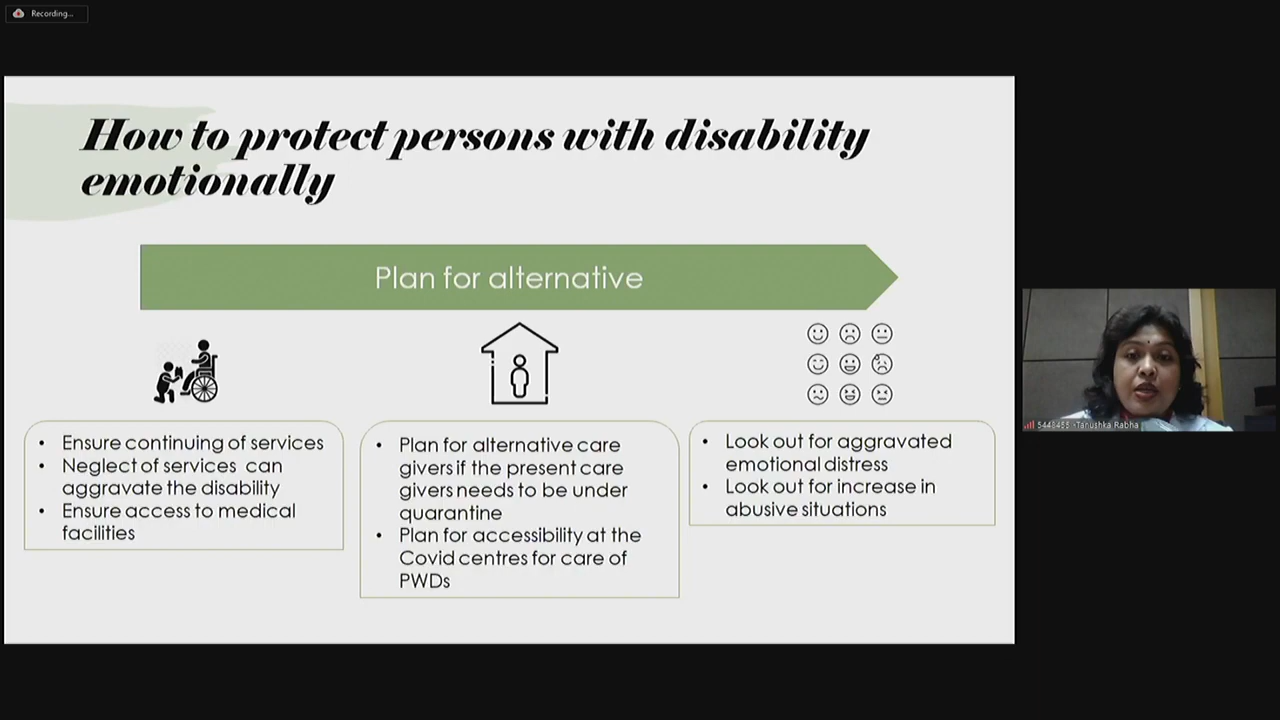 Recording...
How to protect persons with disability
emotionally
Plan for alternative
• Ensure continuing of services
• Neglect of services can
aggravate the disability
• Ensure access to medical
facilities
• Plan for alternative care
givers if the present care
givers needs to be under
quarantine
• Plan for accessibility at the
Covid centres for care of
PWDs
• Look out for aggravated
emotional distress
• Look out for increase in
abusive situations
5448455 -Tanushka Rabha